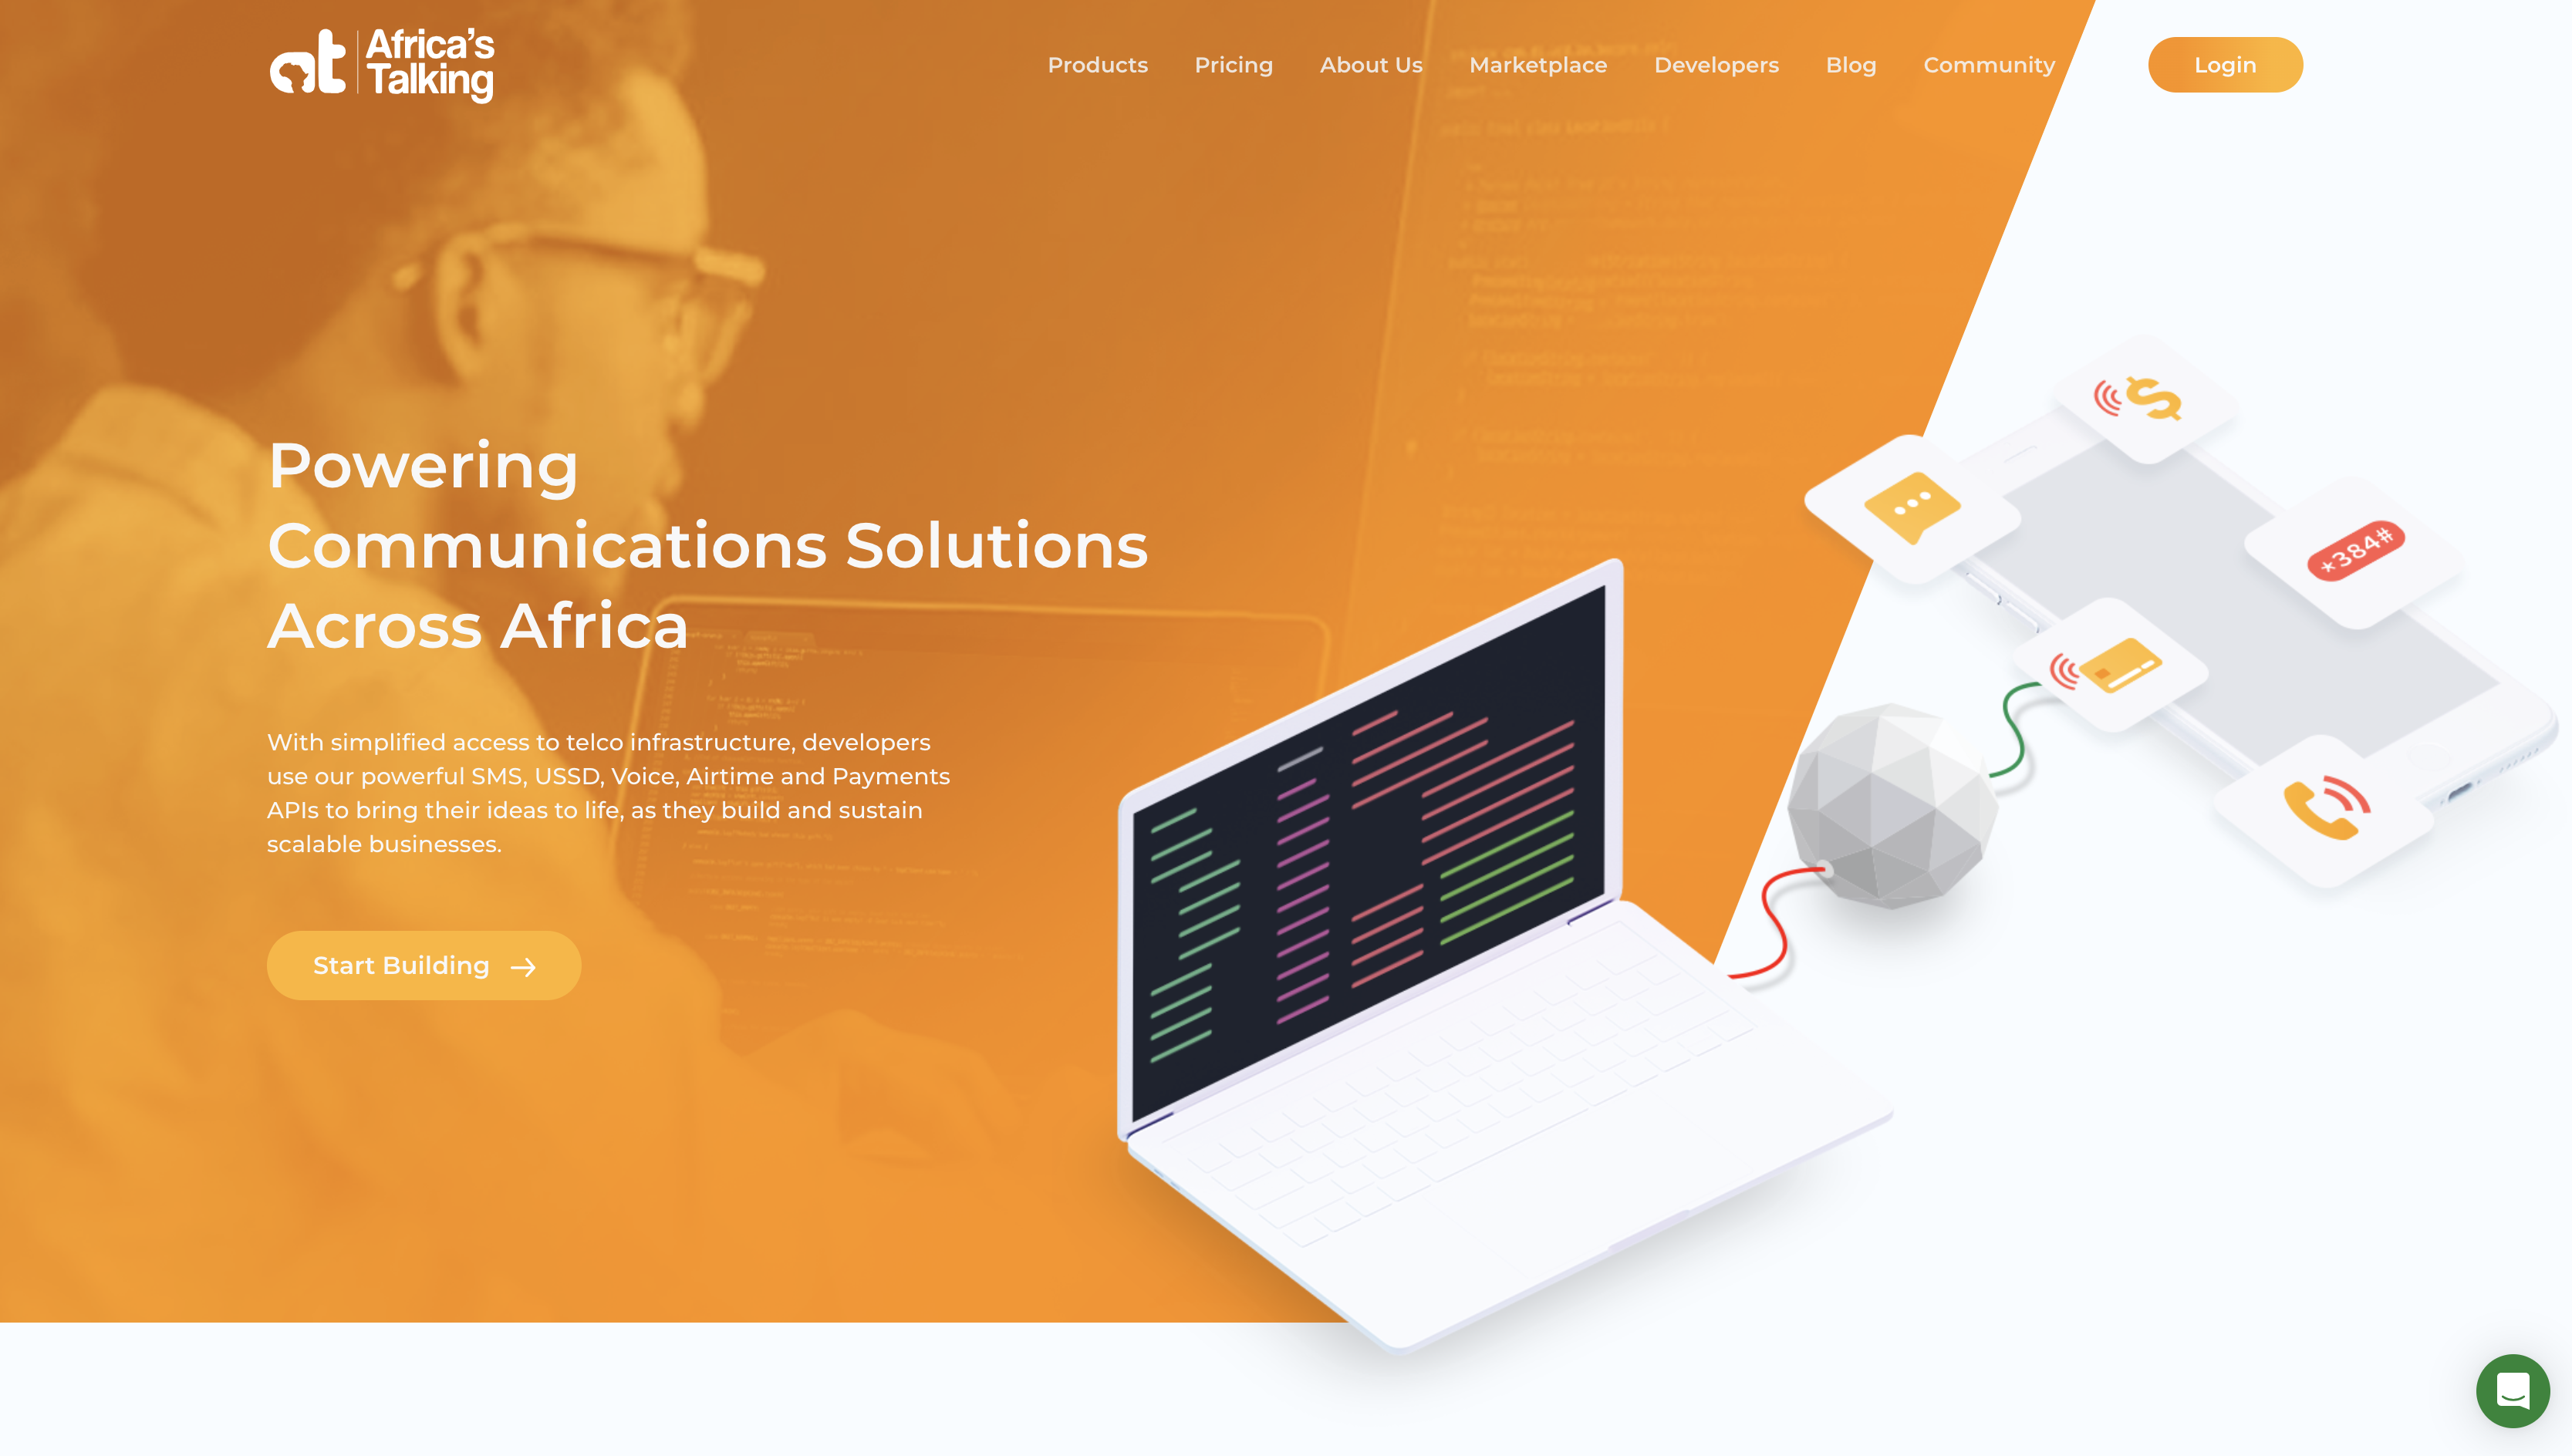 Africa's
Talking
Products
Pricing
About Us
Marketplace
Developers
Blog
Community
Login
Powering
Communications Solutions
Across Africa
With simplified access to telco infrastructure, developers
use our powerful SMS, USSD, Voice, Airtime and Payments
APIs to bring their ideas to life, as they build and sustain
scalable businesses.
Start Building →
$
*384#